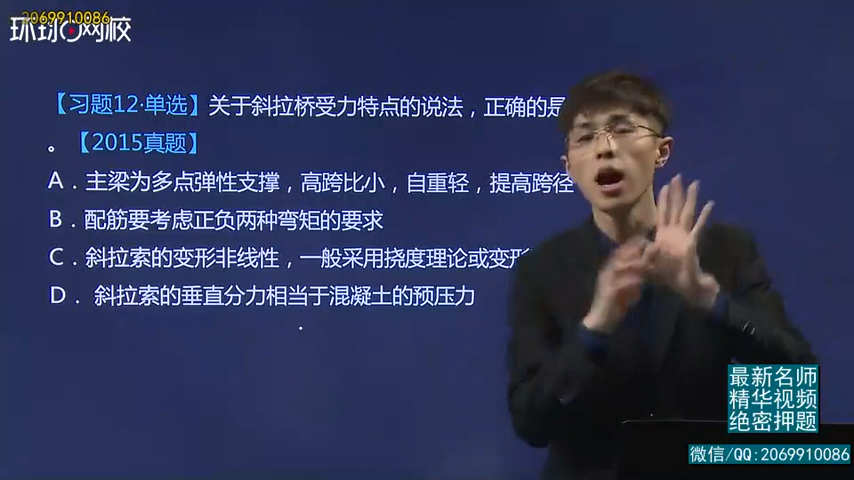 2069910086
环球网校
【习题12·单选】关于斜拉桥受力特点的说法，正确的是
。【2015真题】
A．主梁为多点弹性支撑，高跨比小，自重轻，提高跨径
B．配筋要考虑正负两种弯矩的要求
C．斜拉索的变形非线性，一般采用挠度理论或变形
D． 斜拉索的垂直分力相当于混凝土的预压力
最新名师
精华视频
绝密押题
微信/QQ:2069910086